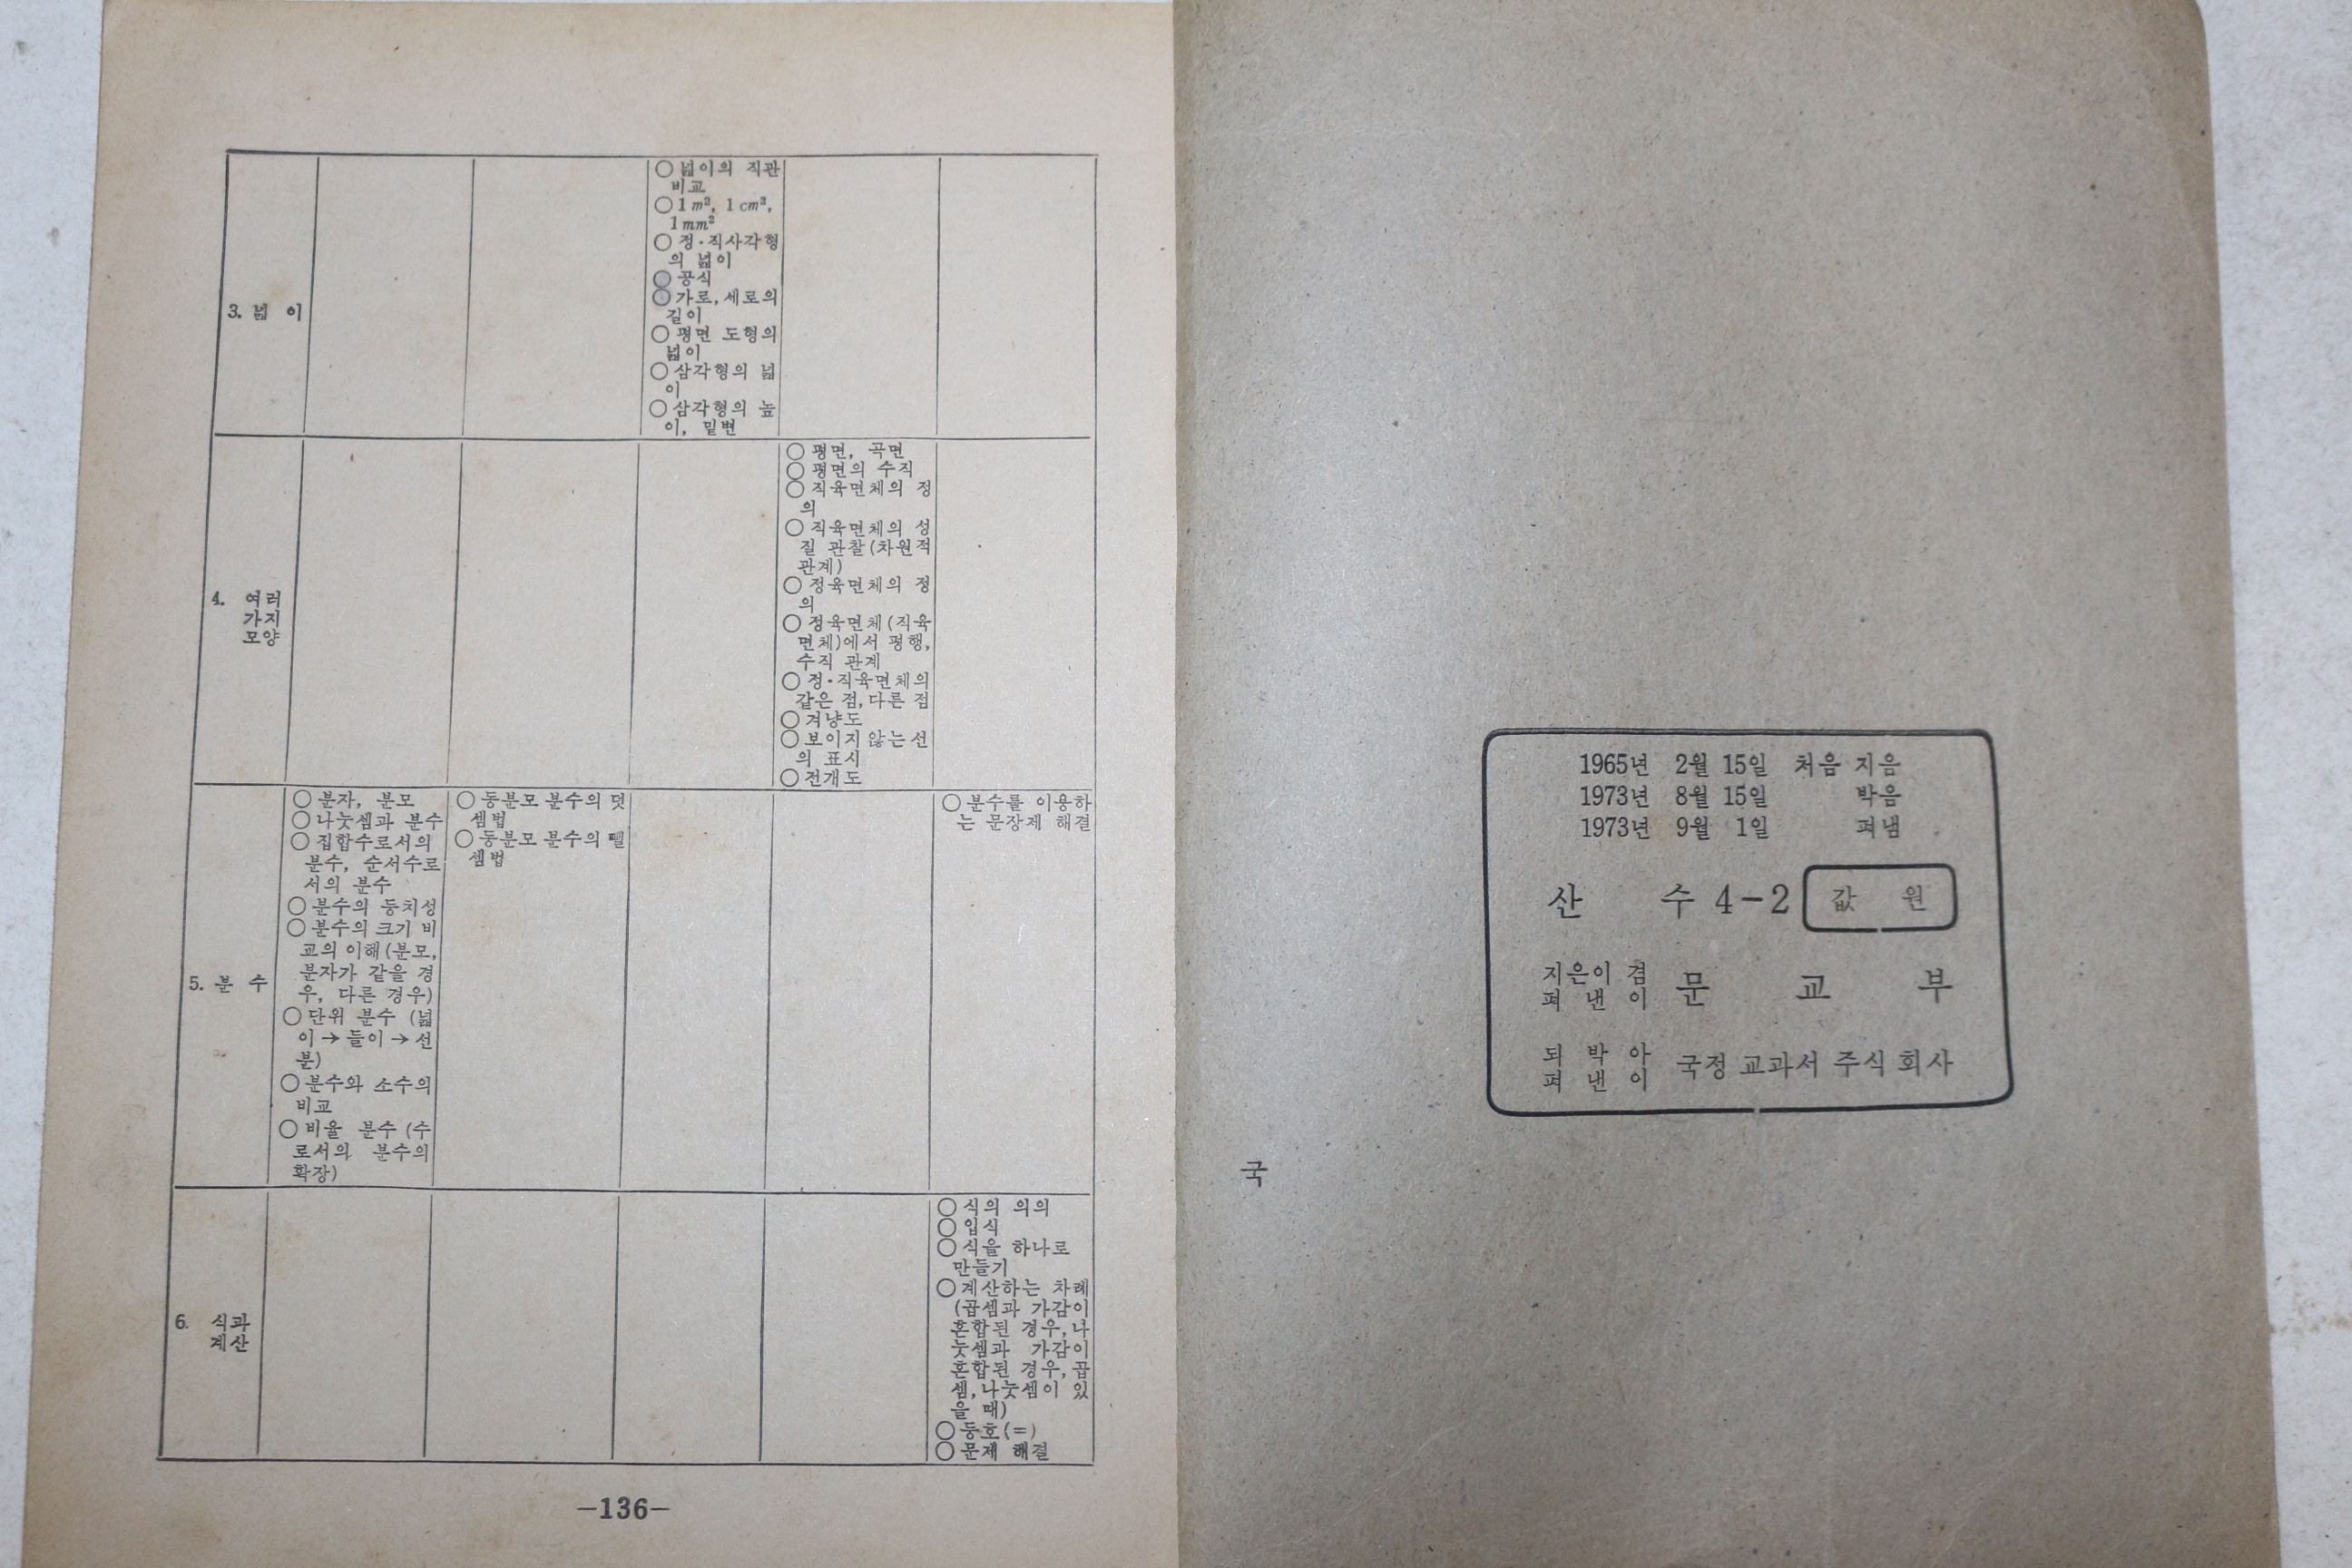 3. 넓 이
○ 넓이의 직관
비교
○ 1 m², 1 cm²,
1 mm²
○ 정·직사각형
의 넓이
○ 공식
○ 가로, 세로의
길이
○ 평면 도형의
넓이
○ 삼각형의 넓
이
○ 삼각형의 높
이, 밑변
4. 여러
가지
모양
○ 평면, 곡면
○ 평면의 수직
○ 직육면체의 정
의
○ 직육면체의 성
질 관찰(차원적
관계)
○ 정육면체의 정
의
○ 정육면체(직육
면체)에서 평행,
수직 관계
○ 정·직육면체의
같은 점, 다른 점
○ 겨냥도
○ 보이지 않는 선
의 표시
○ 전개도
5. 분 수
○ 분자, 분모
○ 나눗셈과 분수
○ 집합수로서의
분수, 순서수로
서의 분수
○ 분수의 등치성
○ 분수의 크기 비
교의 이해(분모,
분자가 같을 경
우, 다른 경우)
○ 단위 분수 (넓
이→들이→선
분)
○ 분수와 소수의
비교
○ 비율 분수(수
로서의 분수의
확장)
○ 동분모 분수의 덧
셈법
○ 동분모 분수의 뺄
셈법
○ 분수를 이용하
는 문장제 해결
6. 식과
계산
○ 식의 의의
○ 입식
○ 식을 하나로
만들기
○ 계산하는 차례
(곱셈과 가감이
혼합된 경우, 나
눗셈과 가감이
혼합된 경우, 곱
셈, 나눗셈이 있
을 때)
○ 등호(=)
○ 문제 해결
—136—
1965년 2월 15일 처음 지음
1973년 8월 15일 박음
1973년 9월 1일 펴냄
산 수 4-2 값 원
지은이 겸
펴 낸 이
문 교 부
되 박 아
펴 낸 이
국정 교과서 주식 회사
국